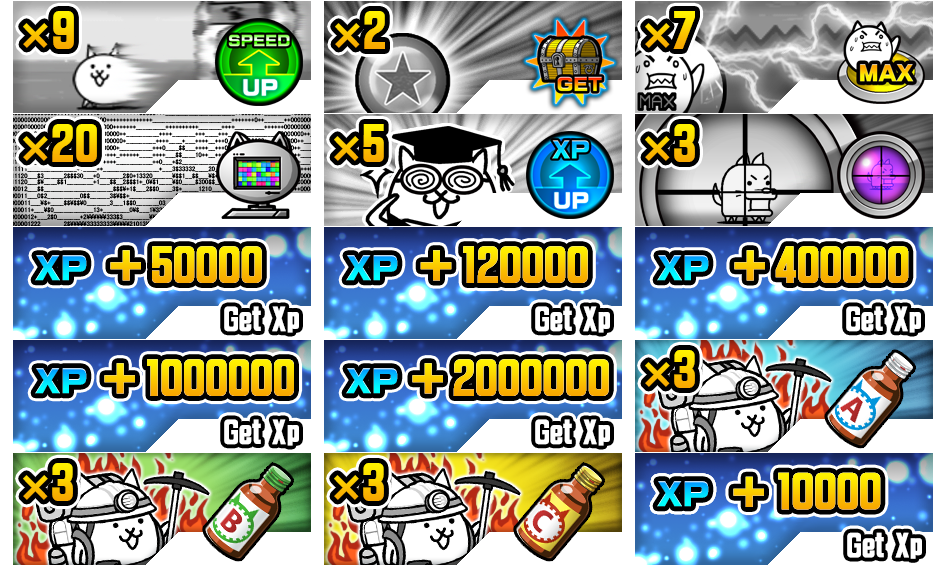 ×9
SPEED
UP
×2
GET
×7
MAX
MAX
×20
×5
XP
UP
×3
XP +50000
Get Xp
XP +120000
Get Xp
XP +400000
Get Xp
XP +1000000
Get Xp
XP +2000000
Get Xp
×3
A
×3
B
×3
C
XP +10000
Get Xp